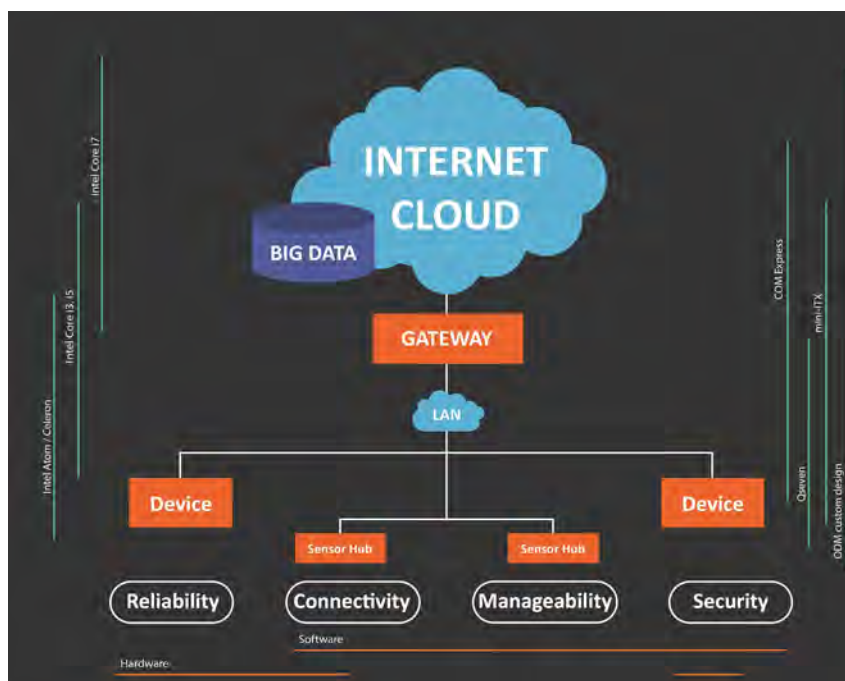 INTERNET
CLOUD
BIG DATA
GATEWAY
LAN
Device
Device
Sensor Hub
Sensor Hub
Reliability
Connectivity
Manageability
Security
Software
Hardware
Intel Core i7
Intel Core i3, i5
Intel Atom / Celeron
COM Express
mini-ITX
Qseven
ODM custom design